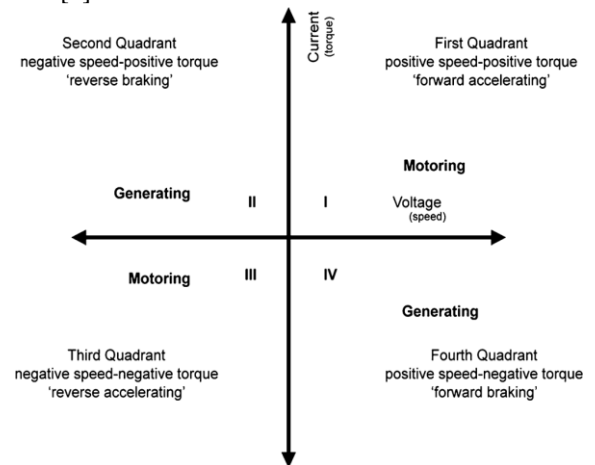 Second Quadrant
negative speed-positive torque
‘reverse braking’
Current
(torque)
First Quadrant
positive speed-positive torque
‘forward accelerating’
Motoring
Generating
II
I
Voltage
(speed)
Motoring
III
IV
Generating
Third Quadrant
negative speed-negative torque
‘reverse accelerating’
Fourth Quadrant
positive speed-negative torque
‘forward braking’